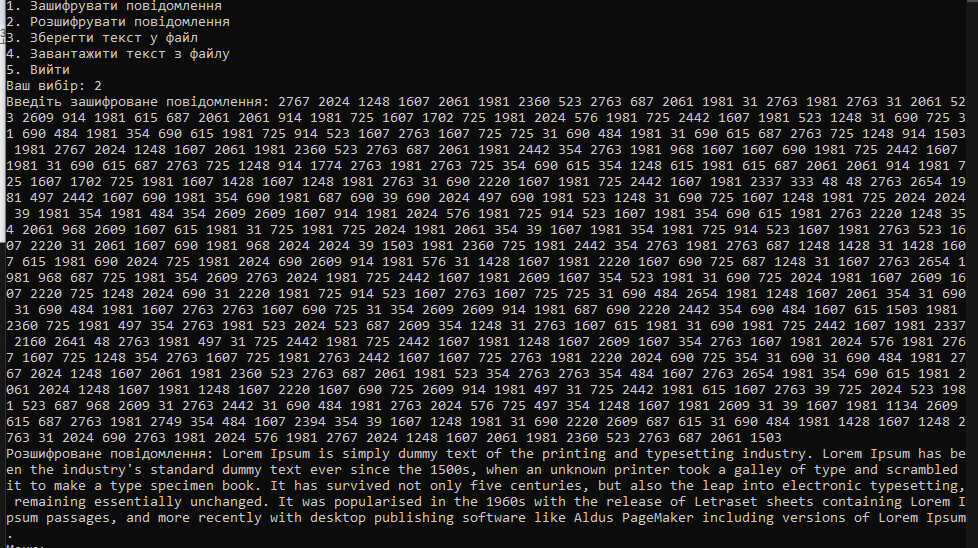 1. Зашифрувати повідомлення
2. Розшифрувати повідомлення
3. Зберегти текст у файл
4. Завантажити текст з файлу
5. Вийти
Ваш вибір: 2
Введіть зашифроване повідомлення: 2767 2024 1248 1607 2061 1981 2360 523 2763 687 2061 1981 31 2763 1981 2763 31 2061 52
3 2609 914 1981 615 687 2061 2061 914 1981 725 1607 1702 725 1981 2024 576 1981 725 2442 1607 1981 523 1248 31 690 725 3
1 690 484 1981 354 690 615 1981 725 914 523 1607 2763 1607 725 725 31 690 484 1981 31 690 615 687 2763 725 1248 914 1503
 1981 2767 2024 1248 1607 2061 1981 2360 523 2763 687 2061 1981 2442 354 2763 1981 968 1607 1607 690 1981 725 2442 1607
1981 31 690 615 687 2763 725 1248 914 1774 2763 1981 2763 725 354 690 615 354 1248 615 1981 615 687 2061 2061 914 1981 7
25 1607 1702 725 1981 1607 1428 1607 1248 1981 2763 31 690 2220 1607 1981 725 2442 1607 1981 2337 333 48 48 2763 2654 19
81 497 2442 1607 690 1981 354 690 1981 687 690 39 690 2024 497 690 1981 523 1248 31 690 725 1607 1248 1981 725 2024 2024
 39 1981 354 1981 484 354 2609 2609 1607 914 1981 2024 576 1981 725 914 523 1607 1981 354 690 615 1981 2763 2220 1248 35
4 2061 968 2609 1607 615 1981 31 725 1981 725 2024 1981 2061 354 39 1607 1981 354 1981 725 914 523 1607 1981 2763 523 16
07 2220 31 2061 1607 690 1981 968 2024 2024 39 1503 1981 2360 725 1981 2442 354 2763 1981 2763 687 1248 1428 31 1428 160
7 615 1981 690 2024 725 1981 2024 690 2609 914 1981 576 31 1428 1607 1981 2220 1607 690 725 687 1248 31 1607 2763 2654 1
981 968 687 725 1981 354 2609 2763 2024 1981 725 2442 1607 1981 2609 1607 354 523 1981 31 690 725 2024 1981 1607 2609 16
07 2220 725 1248 2024 690 31 2220 1981 725 914 523 1607 2763 1607 725 725 31 690 484 2654 1981 1248 1607 2061 354 31 690
 31 690 484 1981 1607 2763 2763 1607 690 725 31 354 2609 2609 914 1981 687 690 2220 2442 354 690 484 1607 615 1503 1981
2360 725 1981 497 354 2763 1981 523 2024 523 687 2609 354 1248 31 2763 1607 615 1981 31 690 1981 725 2442 1607 1981 2337
 2160 2641 48 2763 1981 497 31 725 2442 1981 725 2442 1607 1981 1248 1607 2609 1607 354 2763 1607 1981 2024 576 1981 276
7 1607 725 1248 354 2763 1607 725 1981 2763 2442 1607 1607 725 2763 1981 2220 2024 690 725 354 31 690 31 690 484 1981 27
67 2024 1248 1607 2061 1981 2360 523 2763 687 2061 1981 523 354 2763 2763 354 484 1607 2763 2654 1981 354 690 615 1981 2
061 2024 1248 1607 1981 1248 1607 2220 1607 690 725 2609 914 1981 497 31 725 2442 1981 615 1607 2763 39 725 2024 523 198
1 523 687 968 2609 31 2763 2442 31 690 484 1981 2763 2024 576 725 497 354 1248 1607 1981 2609 31 39 1607 1981 1134 2609
615 687 2763 1981 2749 354 484 1607 2394 354 39 1607 1248 1981 31 690 2220 2609 687 615 31 690 484 1981 1428 1607 1248 2
763 31 2024 690 2763 1981 2024 576 1981 2767 2024 1248 1607 2061 1981 2360 523 2763 687 2061 1503
Розшифроване повідомлення: Lorem Ipsum is simply dummy text of the printing and typesetting industry. Lorem Ipsum has be
en the industry's standard dummy text ever since the 1500s, when an unknown printer took a galley of type and scrambled
it to make a type specimen book. It has survived not only five centuries, but also the leap into electronic typesetting,
 remaining essentially unchanged. It was popularised in the 1960s with the release of Letraset sheets containing Lorem I
psum passages, and more recently with desktop publishing software like Aldus PageMaker including versions of Lorem Ipsum
.